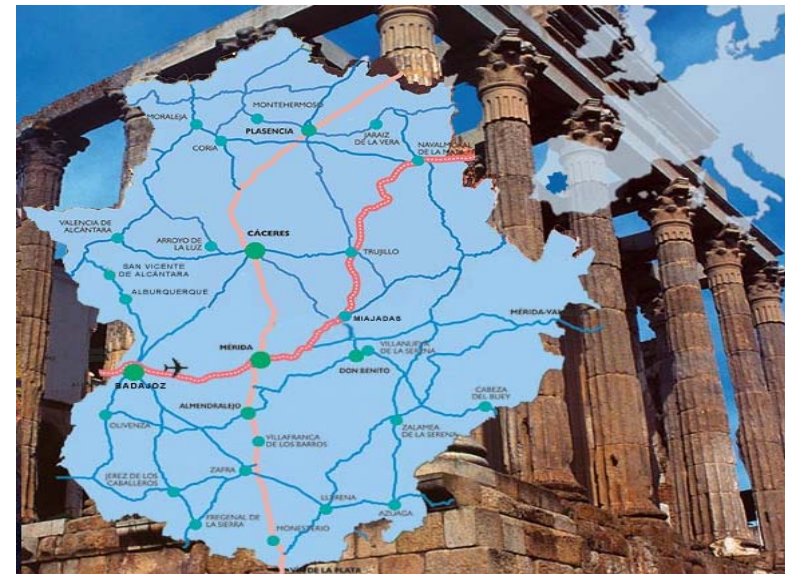 MONTEHERMOSO
MORALEJA
PLASENCIA
JARAIZ
DE LA VERA
CORIA
NAVALMORAL
DE LA MATA
VALENCIA DE
ALCÁNTARA
ARROYO DE
LA LUZ
CÁCERES
TRUJILLO
SAN VICENTE
DE ALCÁNTARA
ALBURQUERQUE
MIAJADAS
MÉRIDA-VAL
MÉRIDA
VILLANUEVA
DE LA SERENA
DON BENITO
BADAJOZ
CABEZA
DEL BUEY
ALMENDRALEJO
OLIVENZA
ZALAMEA
DE LA SERENA
VILLAFRANCA
DE LOS BARROS
ZAFRA
JEREZ DE LOS
CABALLEROS
LLERENA
AZUAGA
FREGENAL DE
LA SIERRA
MONESTERIO
DE LA PLATA